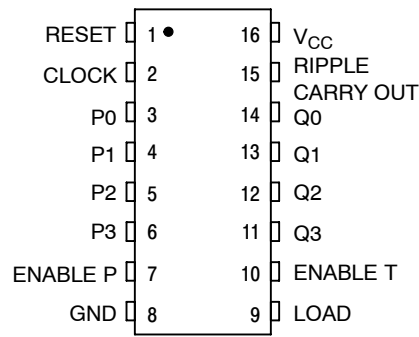 RESET 1 16 VCC
CLOCK 2 15 RIPPLE
CARRY OUT
P0 3 14 Q0
P1 4 13 Q1
P2 5 12 Q2
P3 6 11 Q3
ENABLE P 7 10 ENABLE T
GND 8 9 LOAD